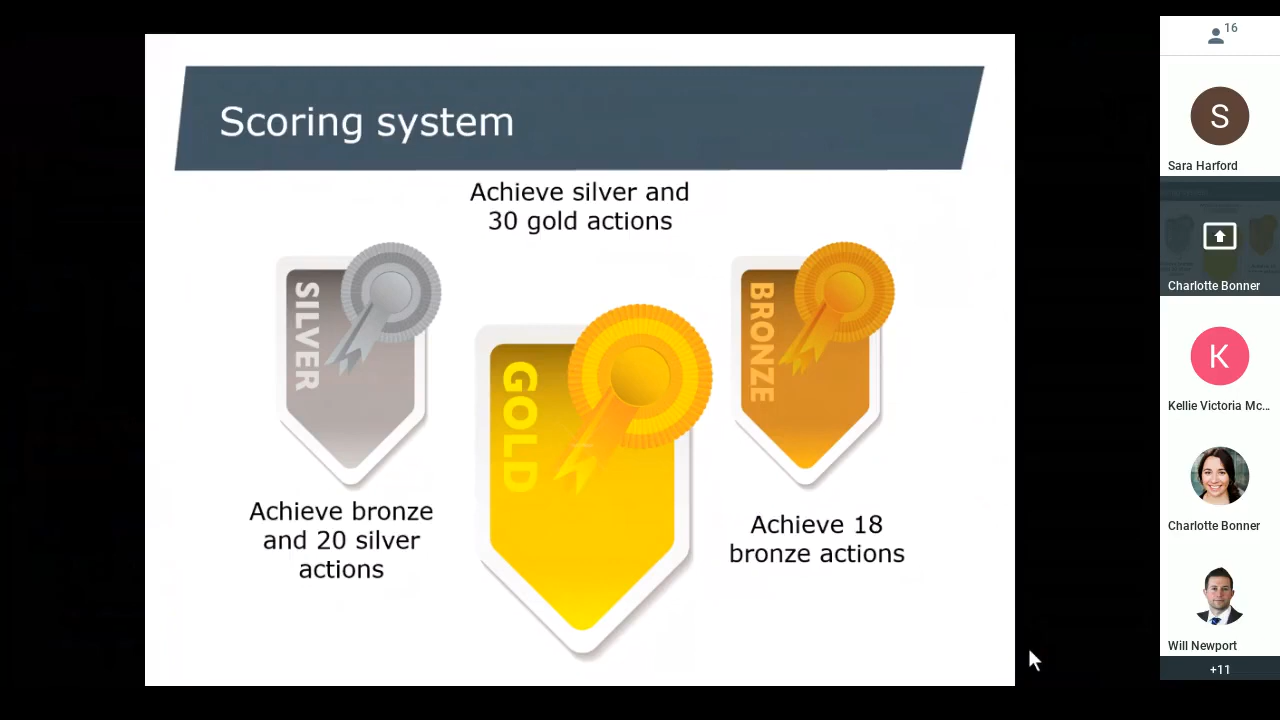 Scoring system
Achieve silver and
30 gold actions
SILVER
GOLD
BRONZE
Achieve bronze
and 20 silver
actions
Achieve 18
bronze actions
16
S
Sara Harford
Charlotte Bonner
K
Kellie Victoria Mc...
Charlotte Bonner
Will Newport
+11